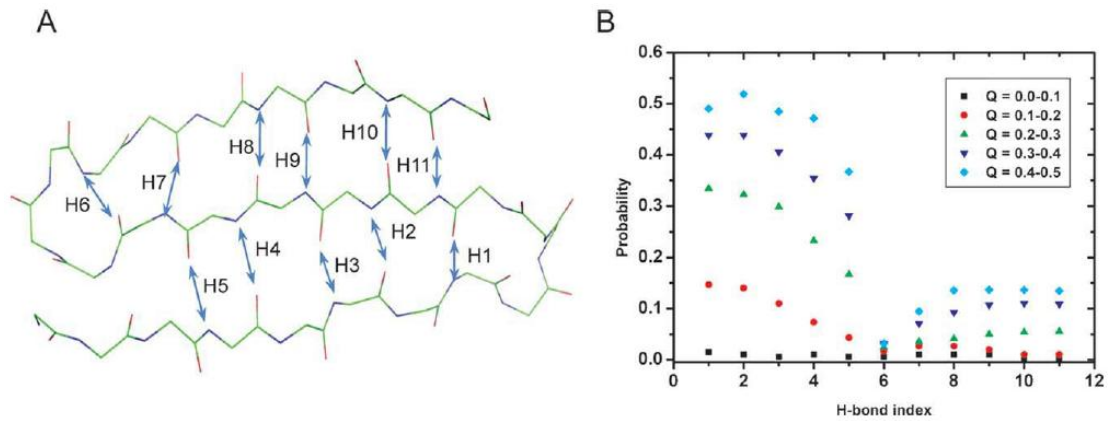 A
H8
H9
H10
H11
H7
H6
H5
H4
H3
H2
H1
B
0.6
0.5
0.4
0.3
0.2
0.1
0.0
Probability
Q = 0.0-0.1
Q = 0.1-0.2
Q = 0.2-0.3
Q = 0.3-0.4
Q = 0.4-0.5
0 2 4 6 8 10 12
H-bond index